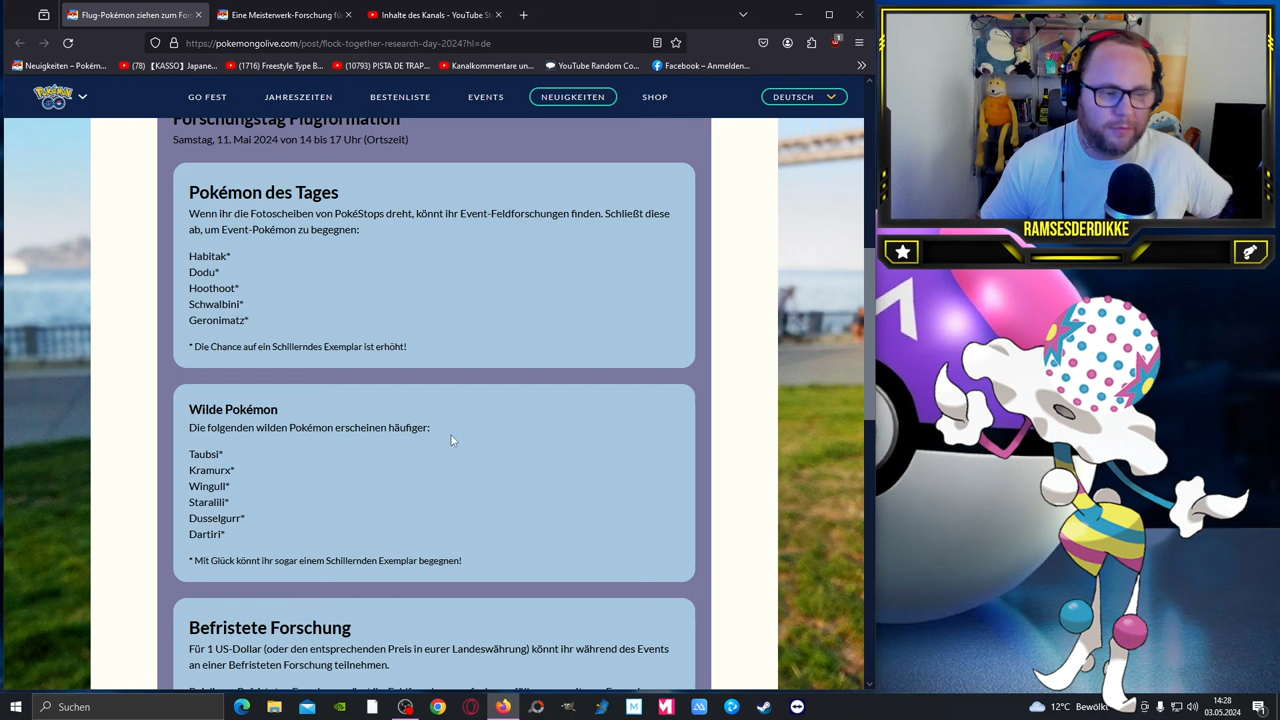 Flug-Pokémon ziehen zum For
Eine Meisterwerk-Forschung fü
Inhalte des Kanals - YouTube St
https://pokemongolive.com/post/flock-together-research-day-2024?hl=de
Neuigkeiten – Pokém...
(78) 【KASSO】Japane...
(1716) Freestyle Type B...
(10793) PISTA DE TRAP...
Kanalkommentare un...
YouTube Random Co...
Facebook – Anmelden...
POKÉMON GO
GO FEST
JAHRESZEITEN
BESTENLISTE
EVENTS
NEUIGKEITEN
SHOP
DEUTSCH
Forschungstag Flugformation
Samstag, 11. Mai 2024 von 14 bis 17 Uhr (Ortszeit)
Pokémon des Tages
Wenn ihr die Fotoscheiben von PokéStops dreht, könnt ihr Event-Feldforschungen finden. Schließt diese
ab, um Event-Pokémon zu begegnen:
Habitak*
Dodu*
Hoothoot*
Schwalbini*
Geronimatz*
* Die Chance auf ein Schillerndes Exemplar ist erhöht!
Wilde Pokémon
Die folgenden wilden Pokémon erscheinen häufiger:
Taubsi*
Kramurx*
Wingull*
Staralili*
Dusselgurr*
Dartiri*
* Mit Glück könnt ihr sogar einem Schillernden Exemplar begegnen!
Befristete Forschung
Für 1 US-Dollar (oder den entsprechenden Preis in eurer Landeswährung) könnt ihr während des Events
an einer Befristeten Forschung teilnehmen.
RAMSESDERDIKKE
Suchen
12°C Bewölkt
14:28
03.05.2024